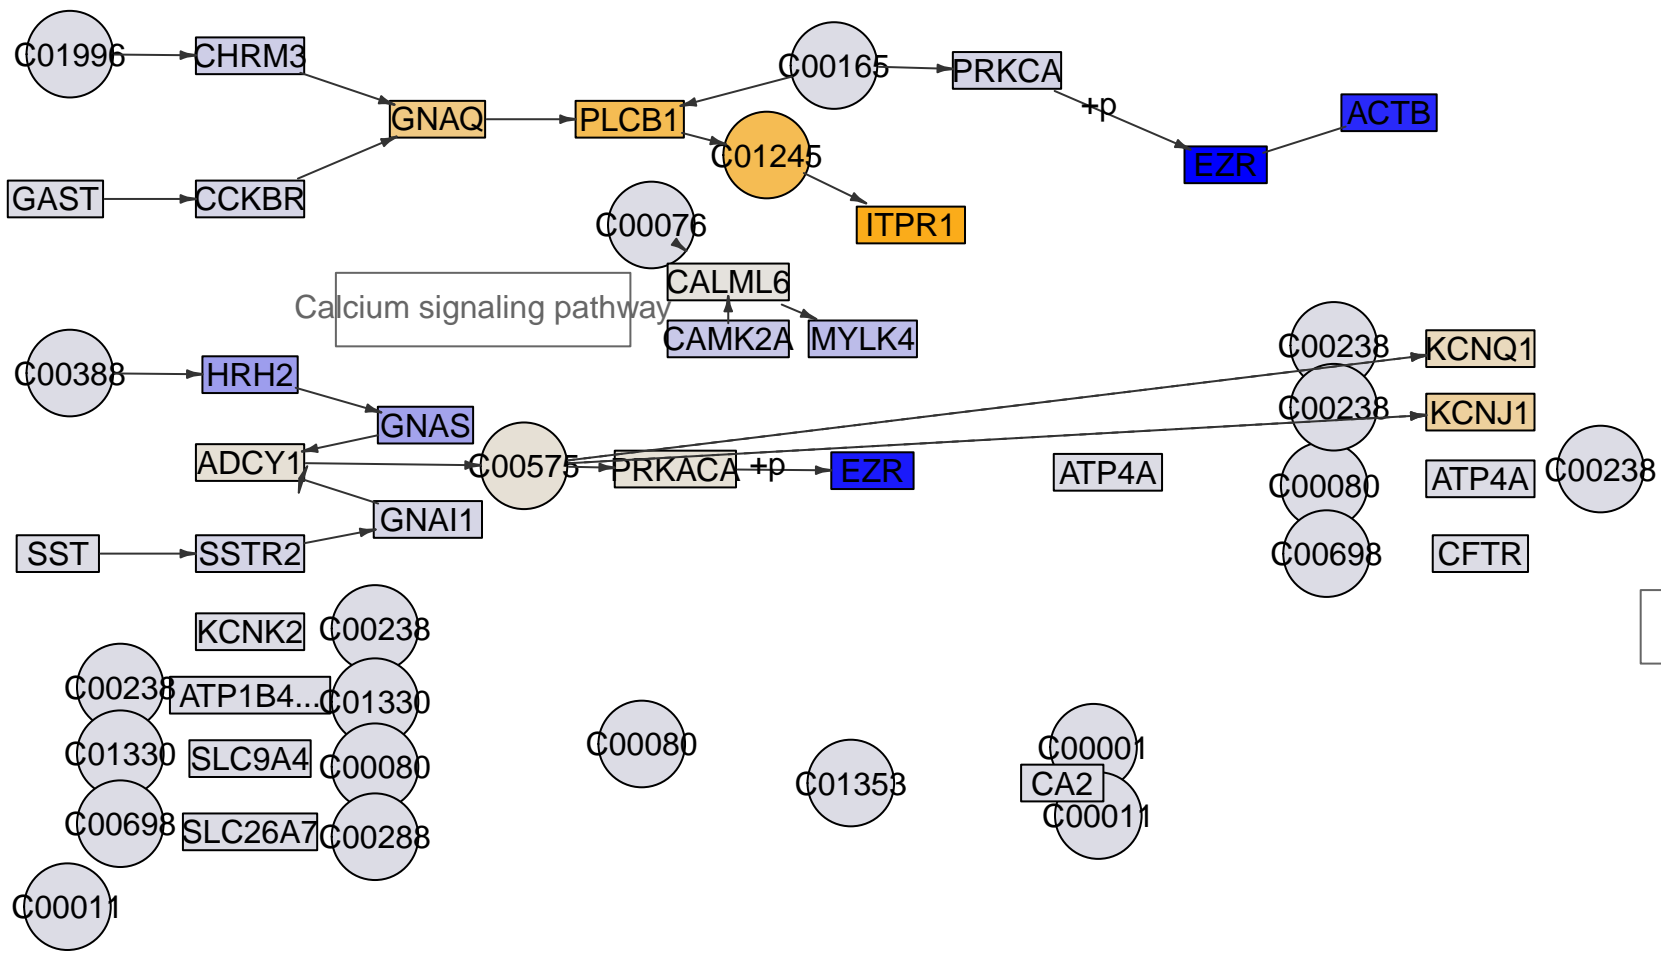 C01996
CHRM3
C00165
PRKCA
+p
ACTB
GNAQ
PLCB1
C01245
EZR
GAST
CCKBR
C00076
ITPR1
CALML6
Calcium signaling pathway
CAMK2A
MYLK4
C00238
KCNQ1
C00388
HRH2
C00238
KCNJ1
GNAS
ADCY1
C00575
PRKACA
+p
EZR
ATP4A
C00080
ATP4A
C00238
GNAI1
SST
SSTR2
C00698
CFTR
KCNK2
C00238
C00238
ATP1B4...
C01330
C01330
SLC9A4
C00080
C00080
C01353
C00001
CA2
C00011
C00698
SLC26A7
C00288
C00011